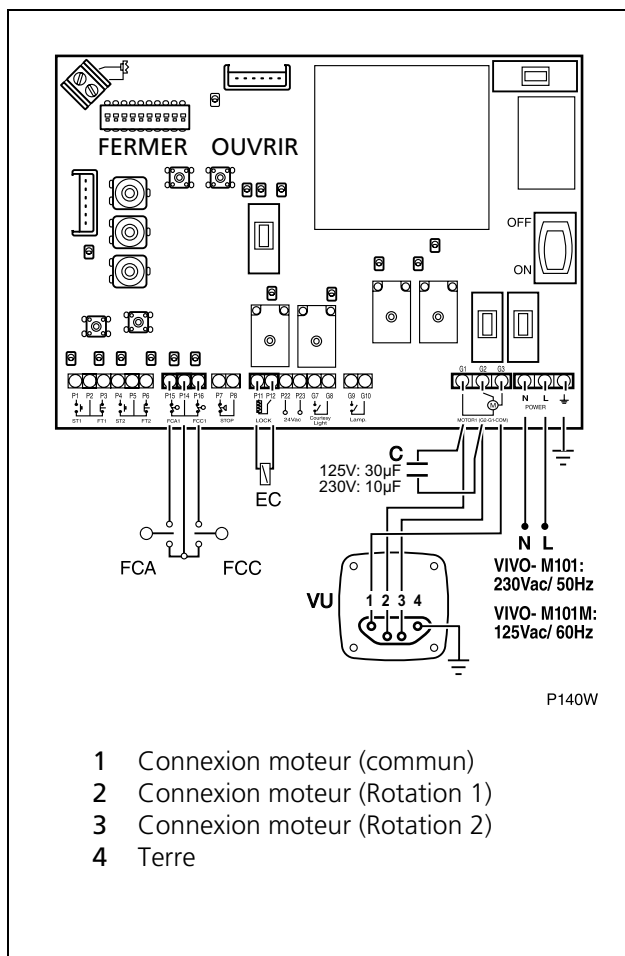 FERMER OUVRIR
OFF
ON
P1 P2 P3 P4 P5 P6 P15 P14 P16 P7 P8 P11 P12 P22 P23 G7 G8 G9 G10 G1 G2 G3 N L
ST1 FT1 ST2 FT2 FCA1 FCC1 STOP LOCK 24Vac Courtesy Light Lamp. M MOTOR1 (G2-G1-COM) POWER
C
125V: 30µF
230V: 10µF
EC
FCA FCC
N L
VIVO- M101:
230Vac/ 50Hz
VIVO- M101M:
125Vac/ 60Hz
VU 1 2 3 4
P140W
1 Connexion moteur (commun)
2 Connexion moteur (Rotation 1)
3 Connexion moteur (Rotation 2)
4 Terre